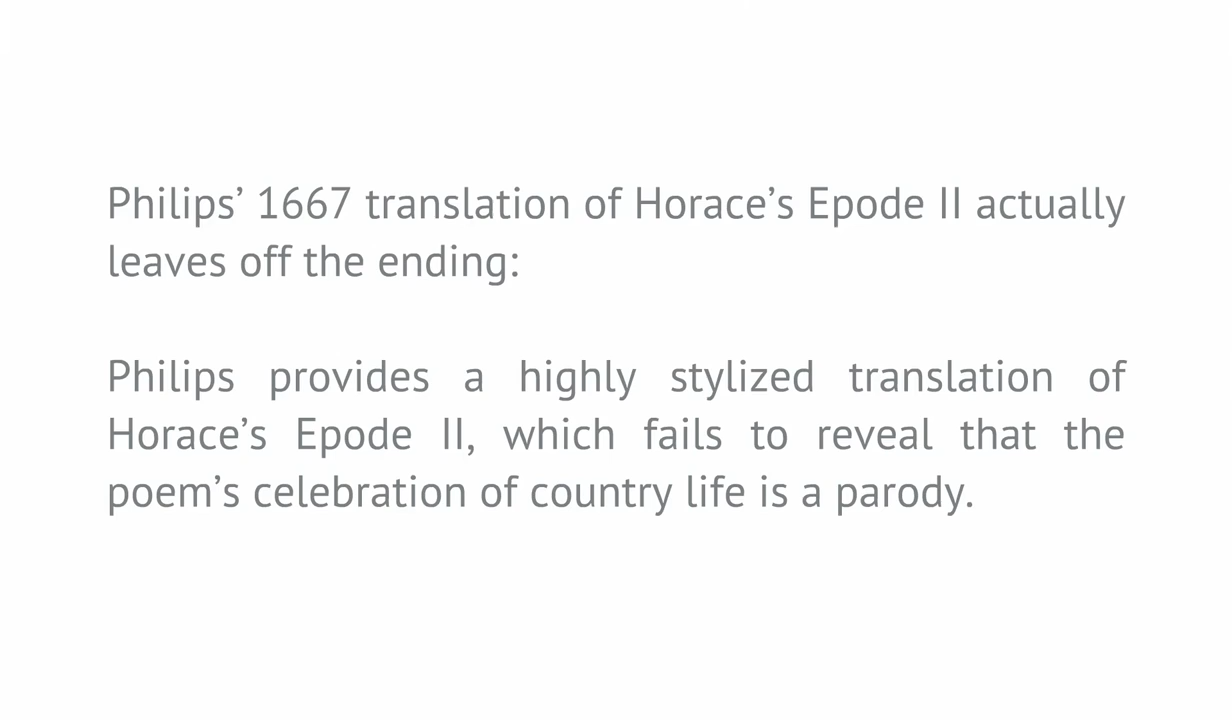 Philips’ 1667 translation of Horace’s Epode II actually
leaves off the ending:
Philips provides a highly stylized translation of
Horace’s Epode II, which fails to reveal that the
poem’s celebration of country life is a parody.